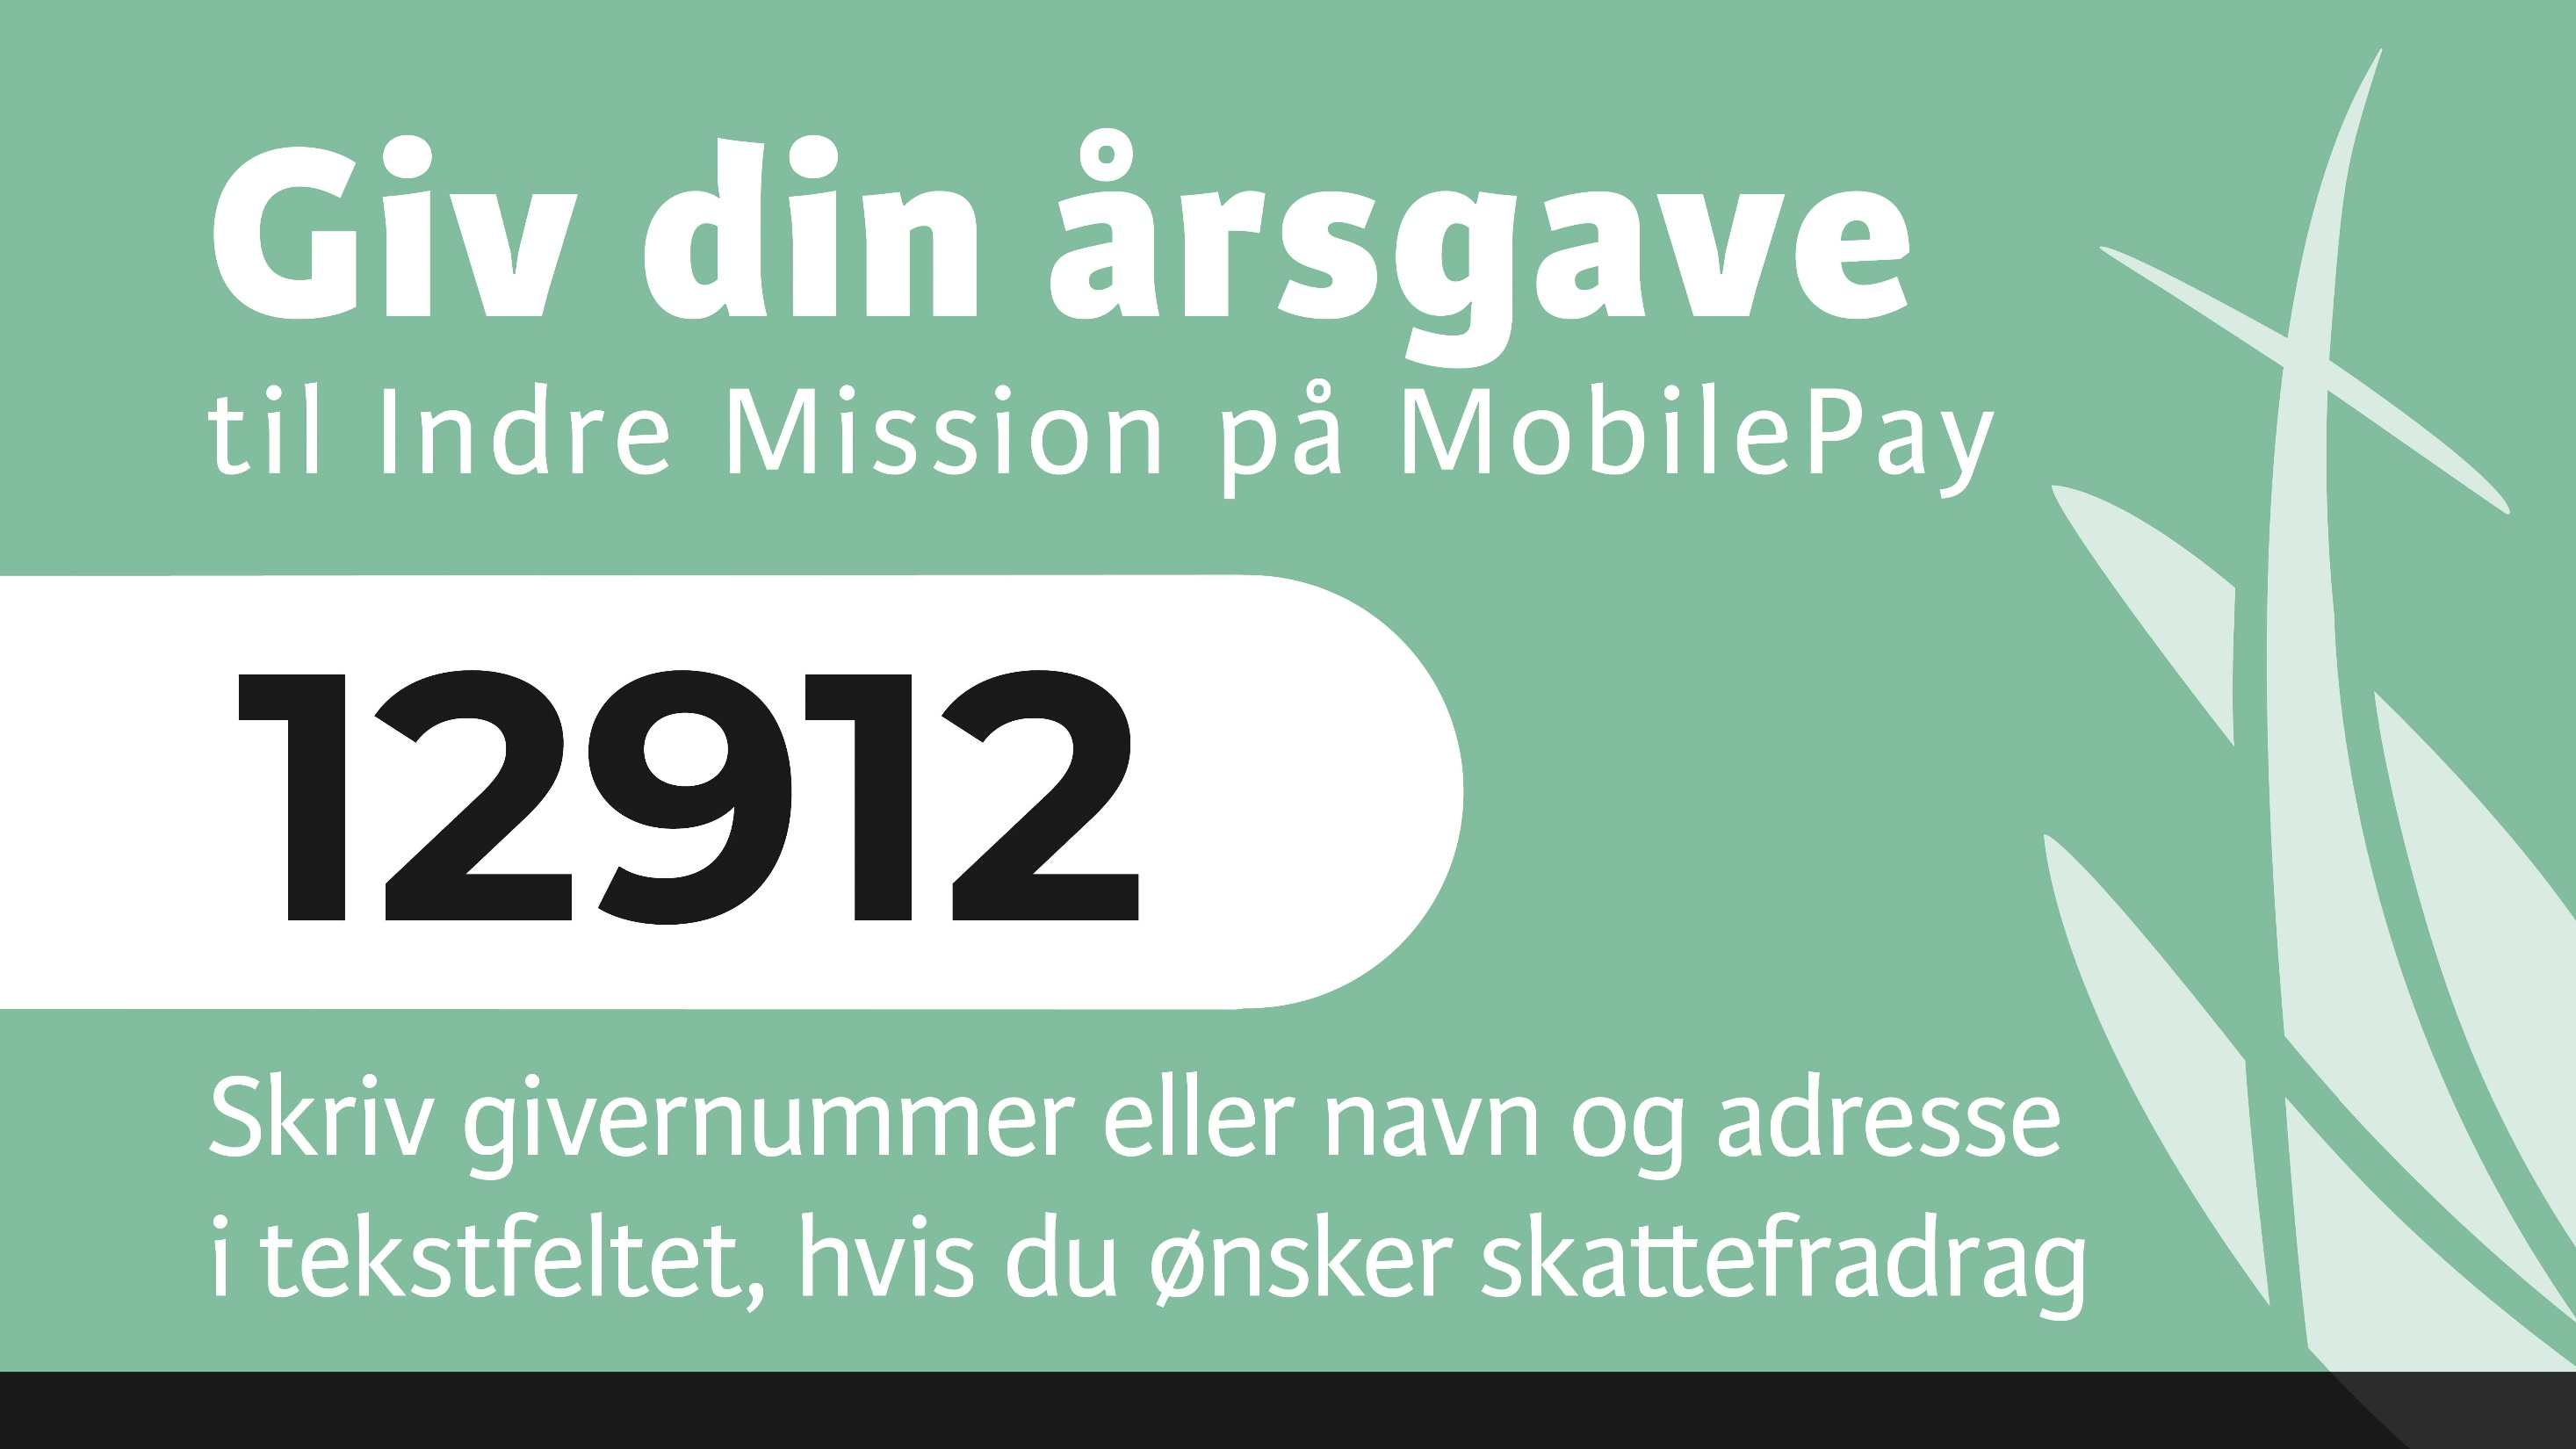 Giv din årsgave
til Indre Mission på MobilePay
12912
Skriv givernummer eller navn og adresse
i tekstfeltet, hvis du ønsker skattefradrag